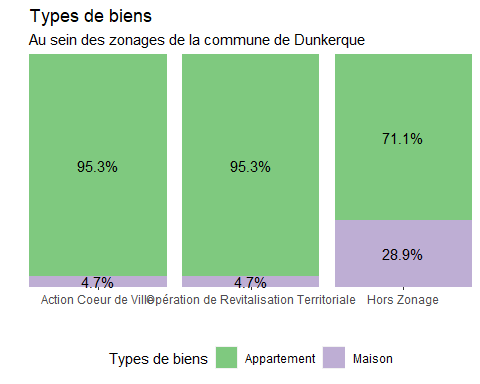 Types de biens
Au sein des zonages de la commune de Dunkerque
95.3% 95.3% 71.1%
4.7% 4.7% 28.9%
Action Coeur de Ville Opération de Revitalisation Territoriale Hors Zonage
Types de biens Appartement Maison